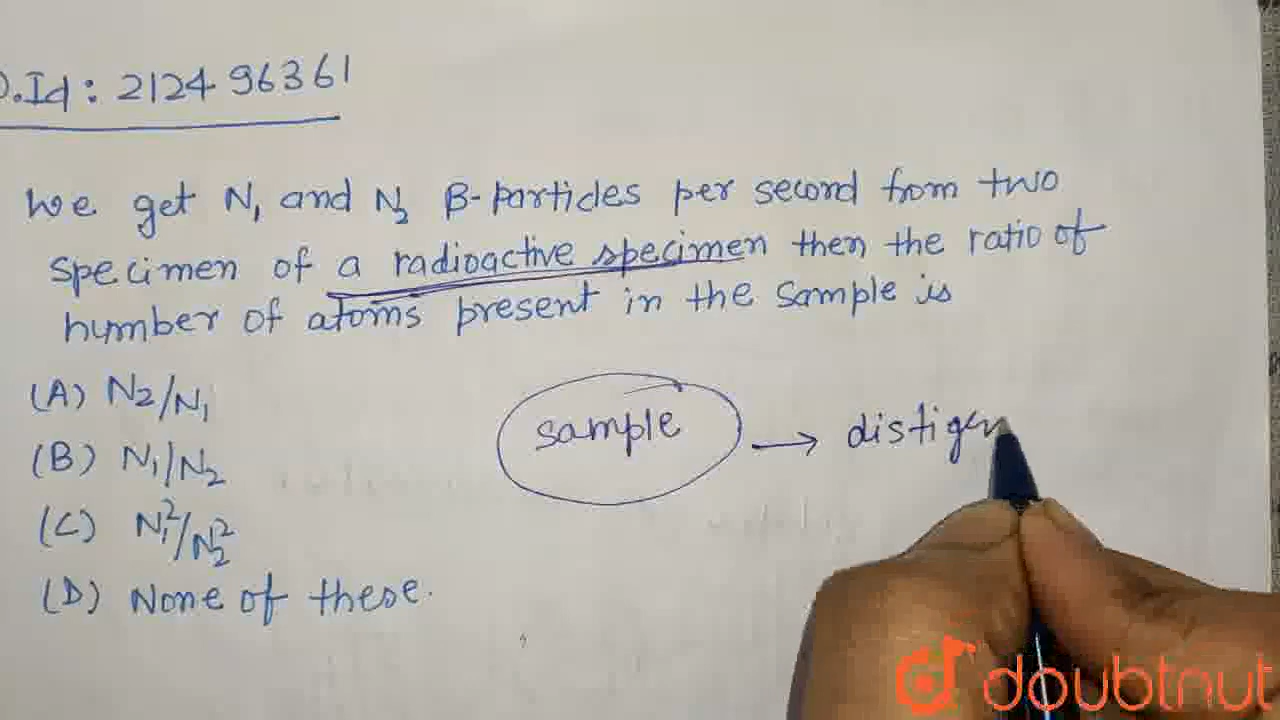 D.Id: 212496361
We get N₁ and N₂ β-particles per second from two
specimen of a radioactive specimen then the ratio of
number of atoms present in the sample is
(A) N₂/N₁
(B) N₁/N₂
(C) N₁²/N₂²
(D) None of these.
sample → distigen
doubtnut